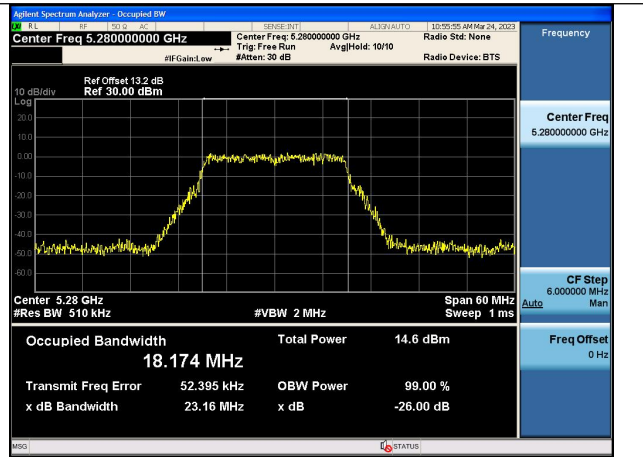 Agilent Spectrum Analyzer - Occupied BW
RL RF 50 Ω AC SENSE:INT ALIGN AUTO 10:55:55 AM Mar 24, 2023
Center Freq 5.280000000 GHz Center Freq: 5.280000000 GHz Radio Std: None
Trig: Free Run Avg|Hold: 10/10
#IFGain:Low #Atten: 30 dB Radio Device: BTS
Frequency
Ref Offset 13.2 dB
10 dB/div Ref 30.00 dBm
Log
20.0
10.0
0.00
-10.0
-20.0
-30.0
-40.0
-50.0
-60.0
Center Freq
5.280000000 GHz
Center 5.28 GHz Span 60 MHz
#Res BW 510 kHz #VBW 2 MHz Sweep 1 ms
CF Step
6.000000 MHz
Auto Man
Occupied Bandwidth Total Power 14.6 dBm
18.174 MHz
Transmit Freq Error 52.395 kHz OBW Power 99.00 %
x dB Bandwidth 23.16 MHz x dB -26.00 dB
Freq Offset
0 Hz
MSG STATUS